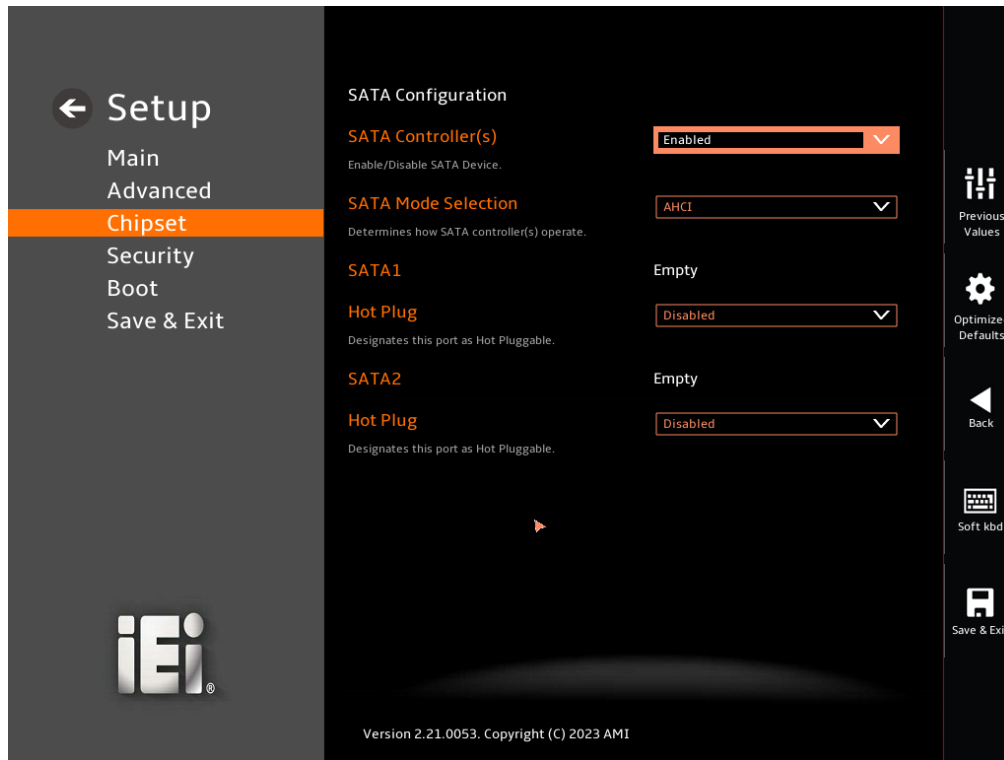 Setup
Main
Advanced
Chipset
Security
Boot
Save & Exit
SATA Configuration
SATA Controller(s)
Enabled
Enable/Disable SATA Device.
SATA Mode Selection
AHCI
Determines how SATA controller(s) operate.
SATA1
Empty
Hot Plug
Disabled
Designates this port as Hot Pluggable.
SATA2
Empty
Hot Plug
Disabled
Designates this port as Hot Pluggable.
Previous
Values
Optimize
Defaults
Back
Soft kbd
Save & Exi
iEi®
Version 2.21.0053. Copyright (C) 2023 AMI